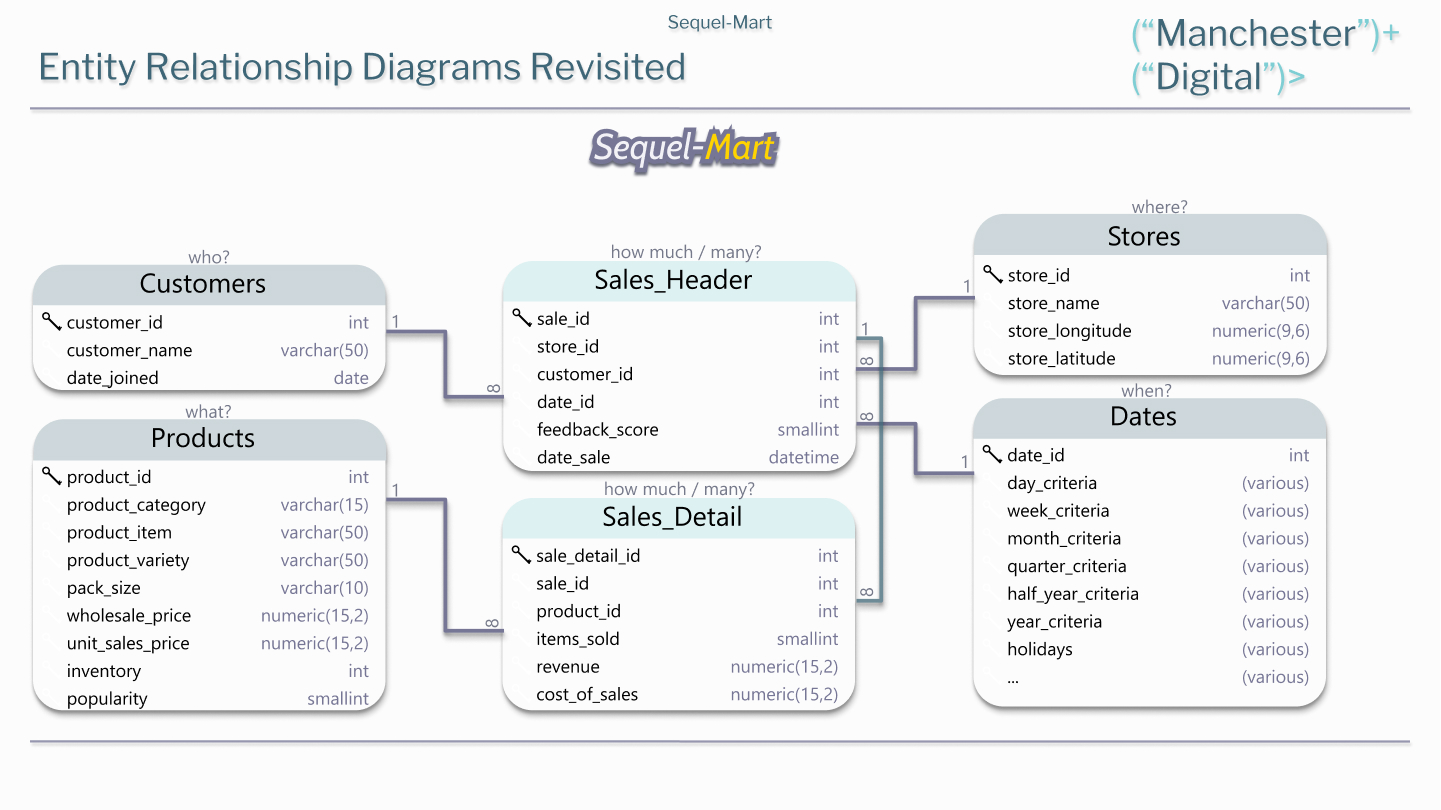 Sequel-Mart
Entity Relationship Diagrams Revisited
(“Manchester”)+
(“Digital”)>
Sequel-Mart
who?
Customers
customer_id int
customer_name varchar(50)
date_joined date
what?
Products
product_id int
product_category varchar(15)
product_item varchar(50)
product_variety varchar(50)
pack_size varchar(10)
wholesale_price numeric(15,2)
unit_sales_price numeric(15,2)
inventory int
popularity smallint
1
8
1
8
how much / many?
Sales_Header
sale_id int
store_id int
customer_id int
date_id int
feedback_score smallint
date_sale datetime
how much / many?
Sales_Detail
sale_detail_id int
sale_id int
product_id int
items_sold smallint
revenue numeric(15,2)
cost_of_sales numeric(15,2)
1
8
8
8
1
1
where?
Stores
store_id int
store_name varchar(50)
store_longitude numeric(9,6)
store_latitude numeric(9,6)
when?
Dates
date_id int
day_criteria (various)
week_criteria (various)
month_criteria (various)
quarter_criteria (various)
half_year_criteria (various)
year_criteria (various)
holidays (various)
... (various)